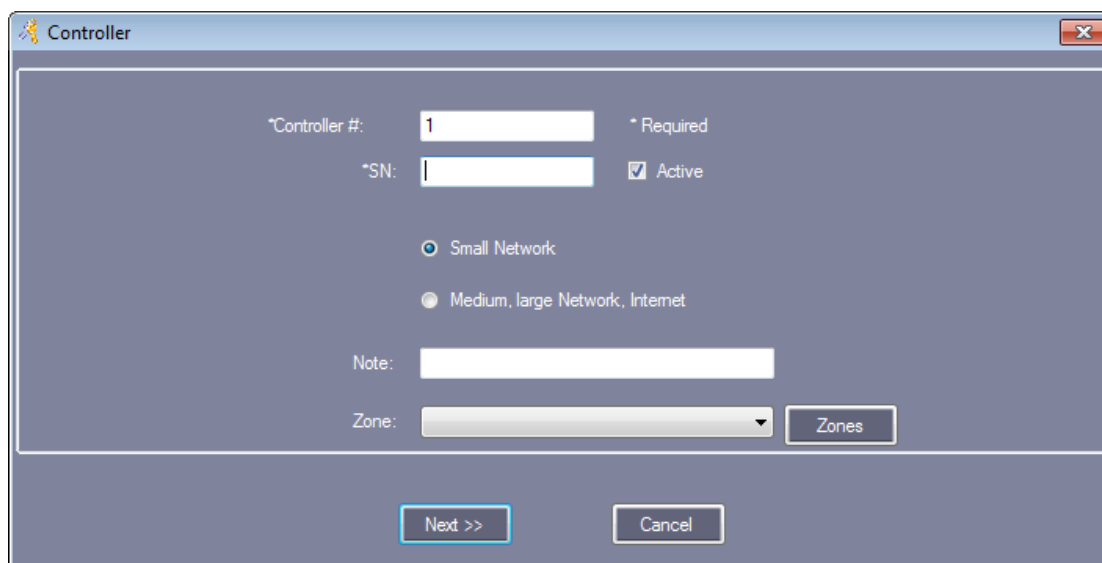 Controller
*Controller #: 1 * Required
*SN: Active
Small Network
Medium, large Network, Internet
Note:
Zone: Zones
Next >> Cancel